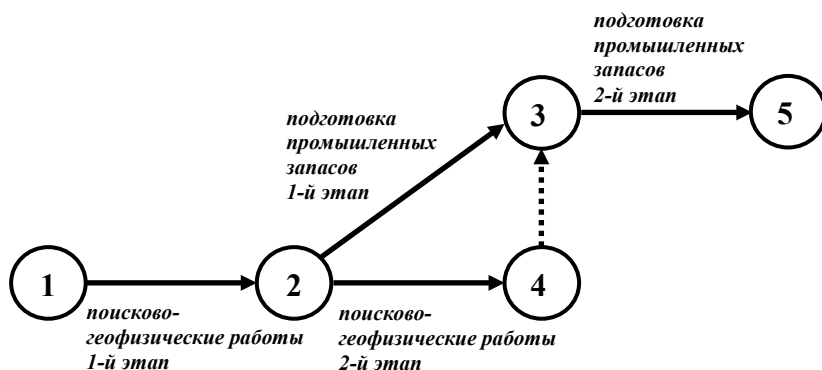 подготовка
промышленных
запасов
2-й этап
3
5
подготовка
промышленных
запасов
1-й этап
1
2
4
поисково-
геофизические работы
1-й этап
поисково-
геофизические работы
2-й этап